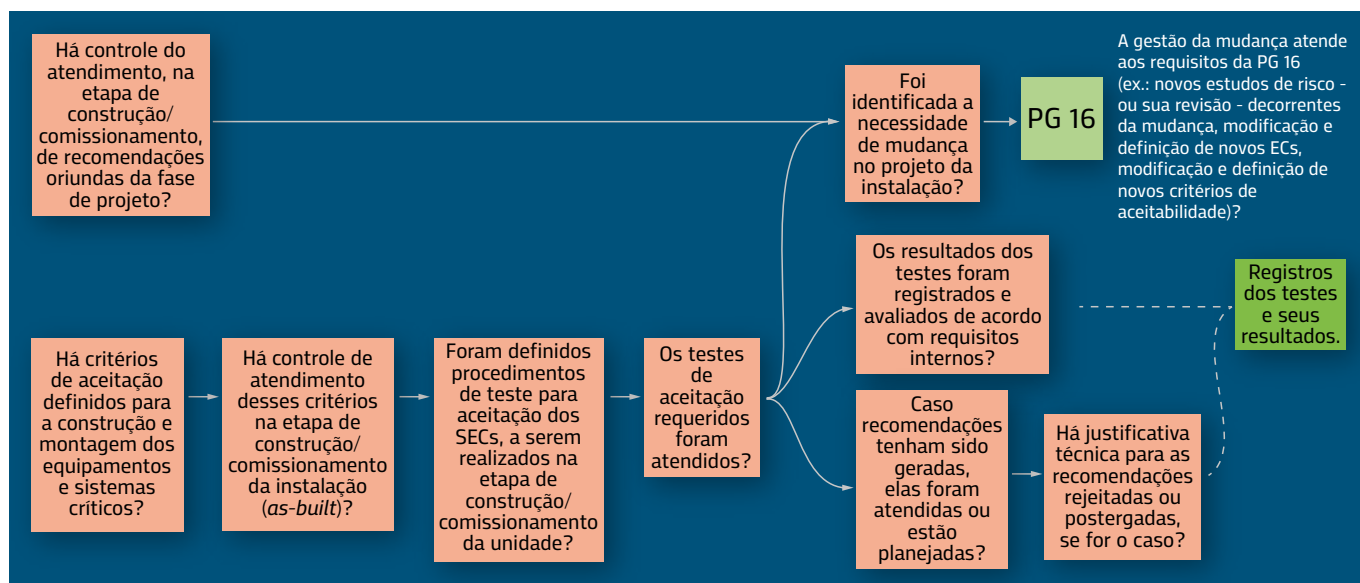 Há controle do
atendimento, na
etapa de
construção/
comissionamento,
de recomendações
oriundas da fase
de projeto?
Foi
identificada a
necessidade
de mudança
no projeto da
instalação?
PG 16
A gestão da mudança atende
aos requisitos da PG 16
(ex.: novos estudos de risco -
ou sua revisão - decorrentes
da mudança, modificação e
definição de novos ECs,
modificação e definição de
novos critérios de
aceitabilidade)?
Há critérios
de aceitação
definidos para
a construção e
montagem dos
equipamentos
e sistemas
críticos?
Há controle de
atendimento
desses critérios
na etapa de
construção/
comissionamento
da instalação
(as-built)?
Foram definidos
procedimentos
de teste para
aceitação dos
SECs, a serem
realizados na
etapa de
construção/
comissionamento
da unidade?
Os testes
de
aceitação
requeridos
foram
atendidos?
Os resultados dos
testes foram
registrados e
avaliados de acordo
com requisitos
internos?
Caso
recomendações
tenham sido
geradas,
elas foram
atendidas ou
estão
planejadas?
Há justificativa
técnica para as
recomendações
rejeitadas ou
postergadas,
se for o caso?
Registros
dos testes
e seus
resultados.